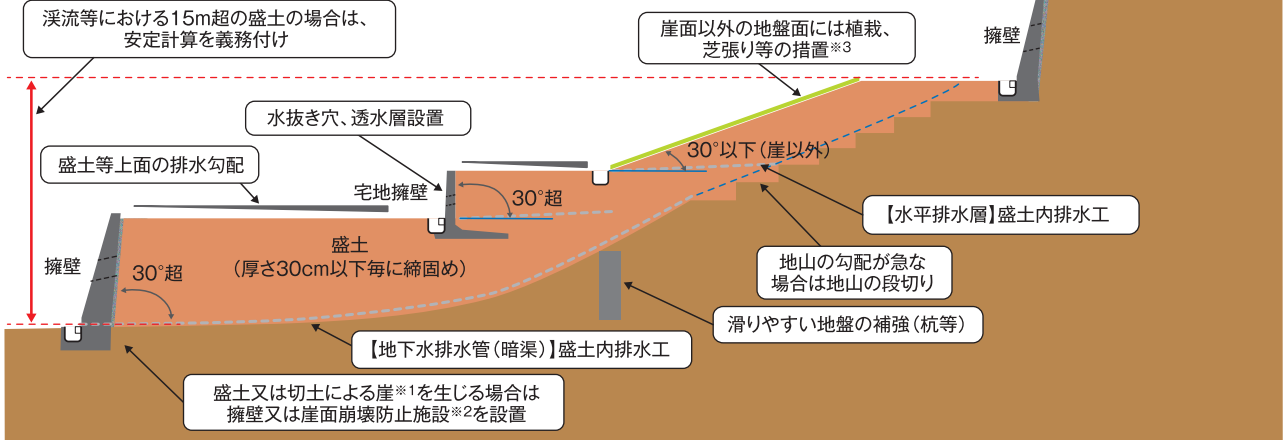 渓流等における15m超の盛土の場合は、
安定計算を義務付け
崖面以外の地盤面には植栽、
芝張り等の措置※3
擁壁
水抜き穴、透水層設置
盛土等上面の排水勾配
宅地擁壁
30°以下（崖以外）
30°超
【水平排水層】盛土内排水工
盛土
（厚さ30cm以下毎に締固め）
擁壁
30°超
地山の勾配が急な
場合は地山の段切り
滑りやすい地盤の補強（杭等）
【地下水排水管（暗渠）】盛土内排水工
盛土又は切土による崖※1を生じる場合は
擁壁又は崖面崩壊防止施設※2を設置